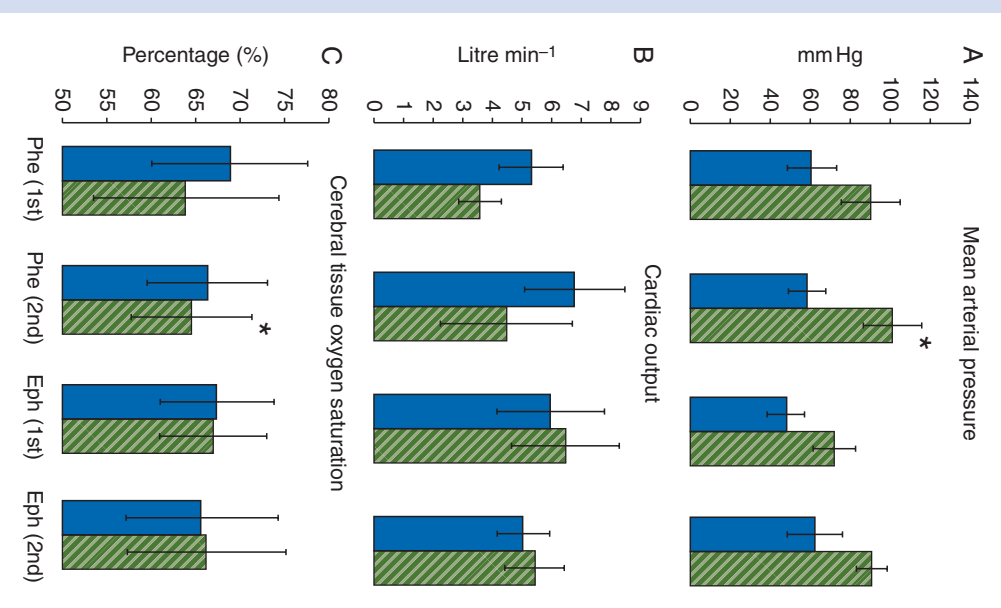 A
Mean arterial pressure
mm Hg
140
120
100
80
60
40
20
0
*
B
Cardiac output
Litre min–1
9
8
7
6
5
4
3
2
1
0
C
Cerebral tissue oxygen saturation
Percentage (%)
80
75
70
65
60
55
50
*
Phe (1st) Phe (2nd) Eph (1st) Eph (2nd)